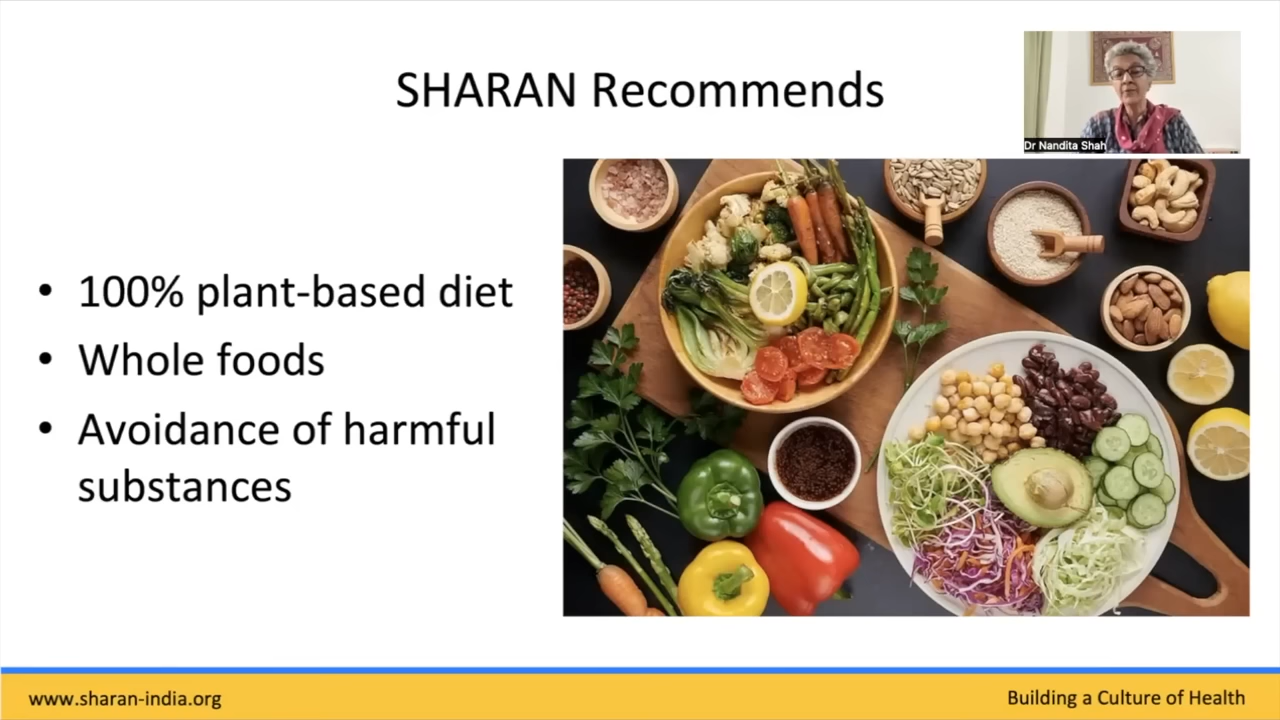 SHARAN Recommends
Dr Nandita Shah
• 100% plant-based diet
• Whole foods
• Avoidance of harmful
substances
www.sharan-india.org
Building a Culture of Health